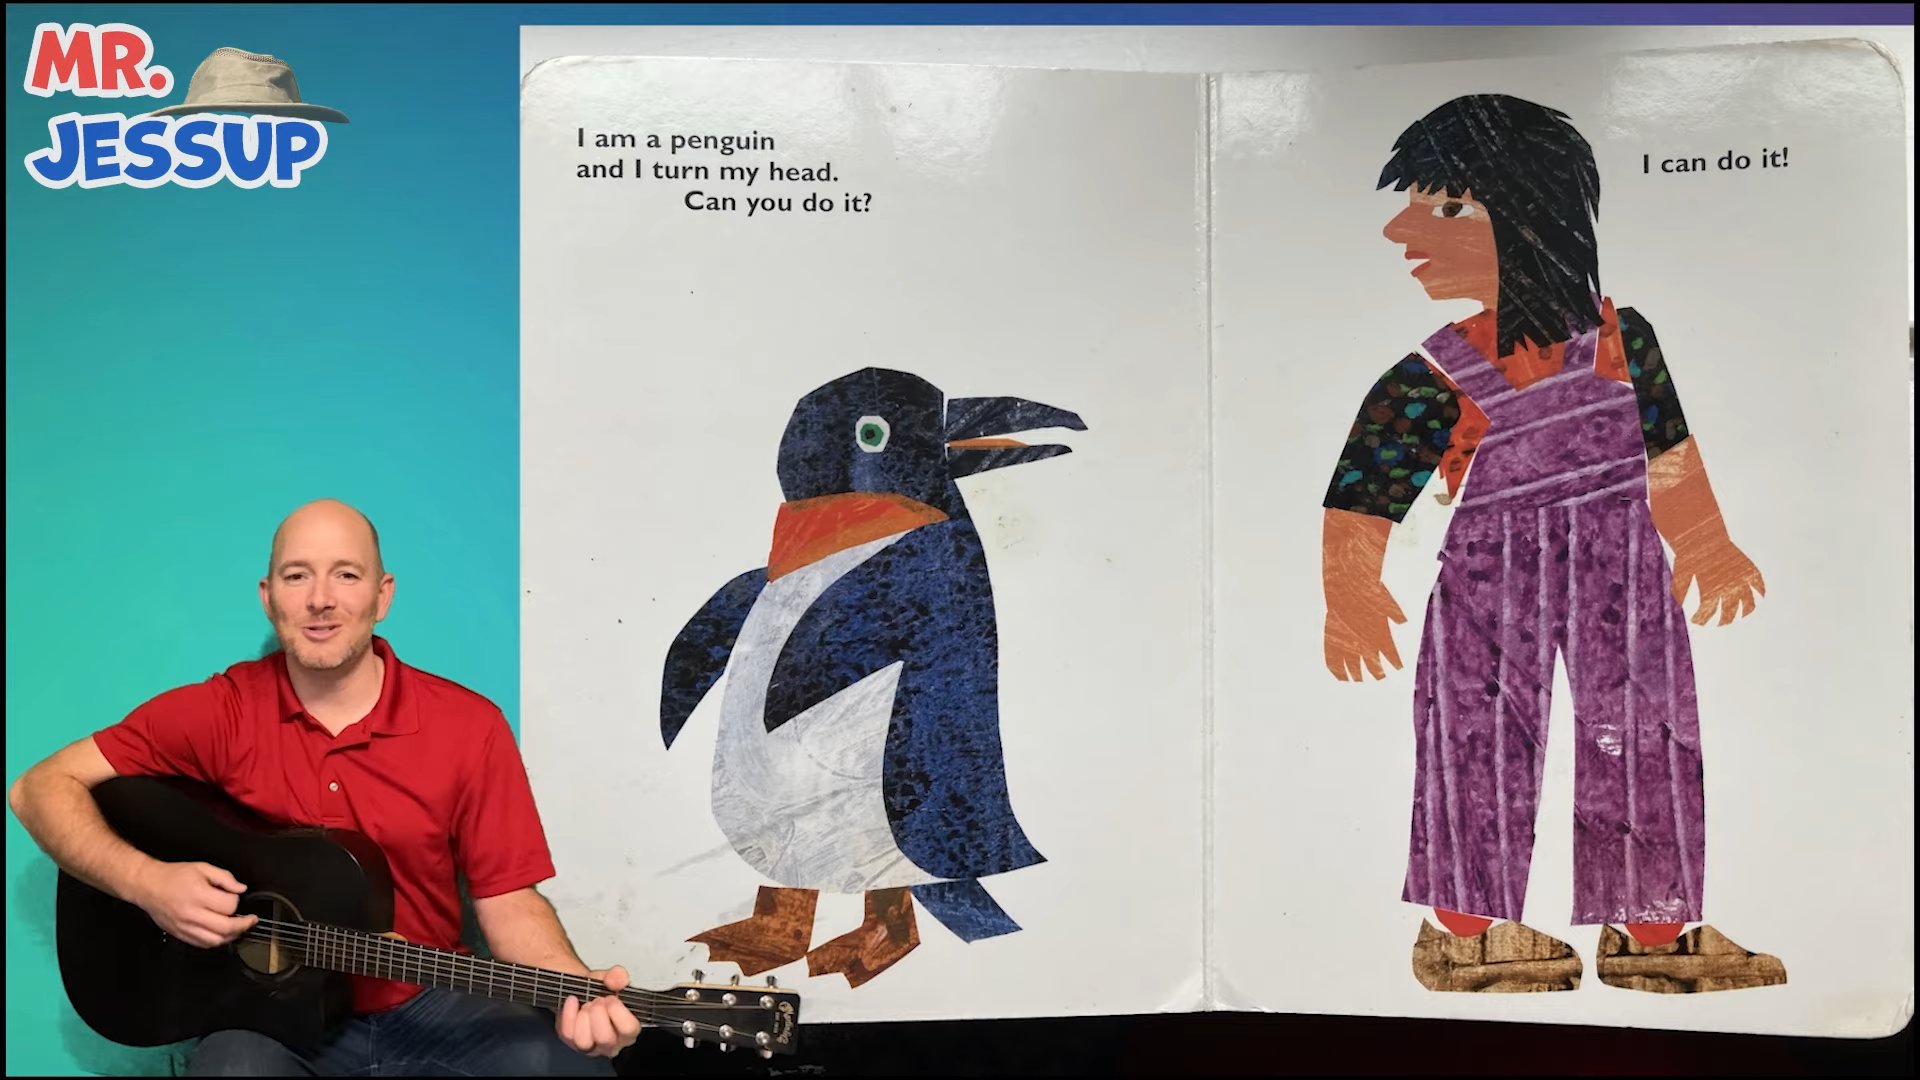 MR.
JESSUP
I am a penguin
and I turn my head.
Can you do it?
I can do it!